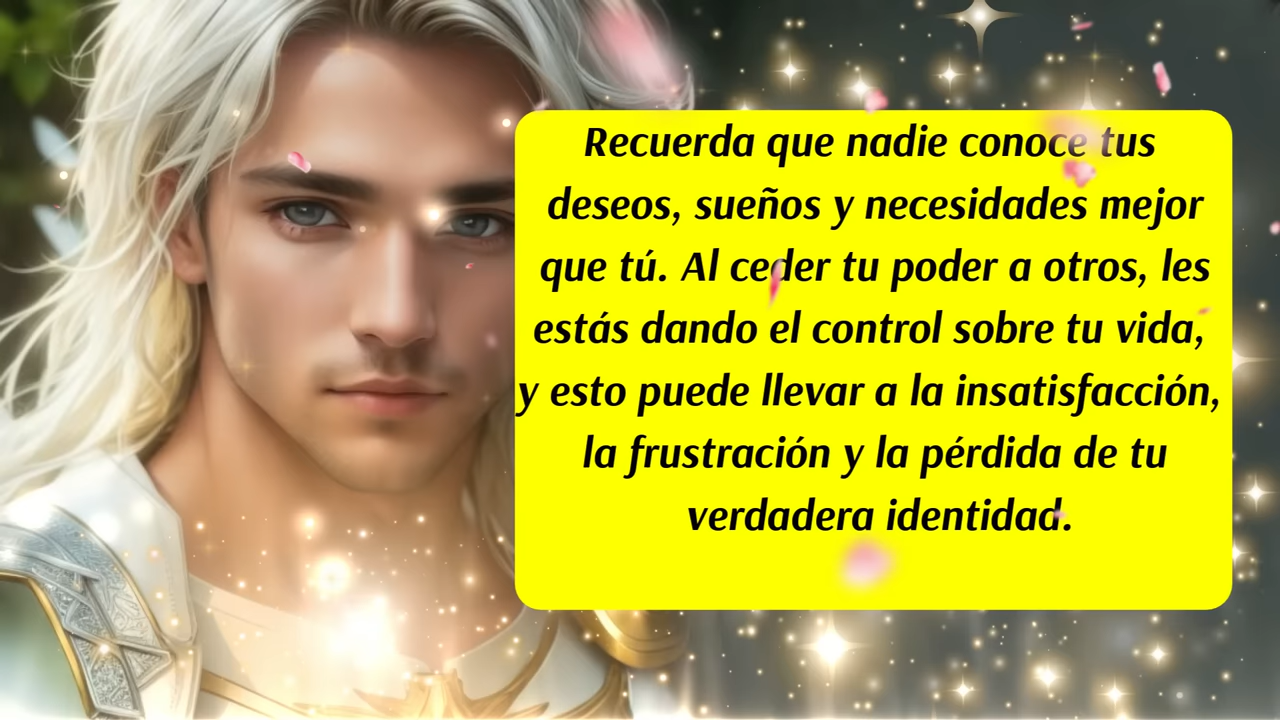 Recuerda que nadie conoce tus
deseos, sueños y necesidades mejor
que tú. Al ceder tu poder a otros, les
estás dando el control sobre tu vida,
y esto puede llevar a la insatisfacción,
la frustración y la pérdida de tu
verdadera identidad.